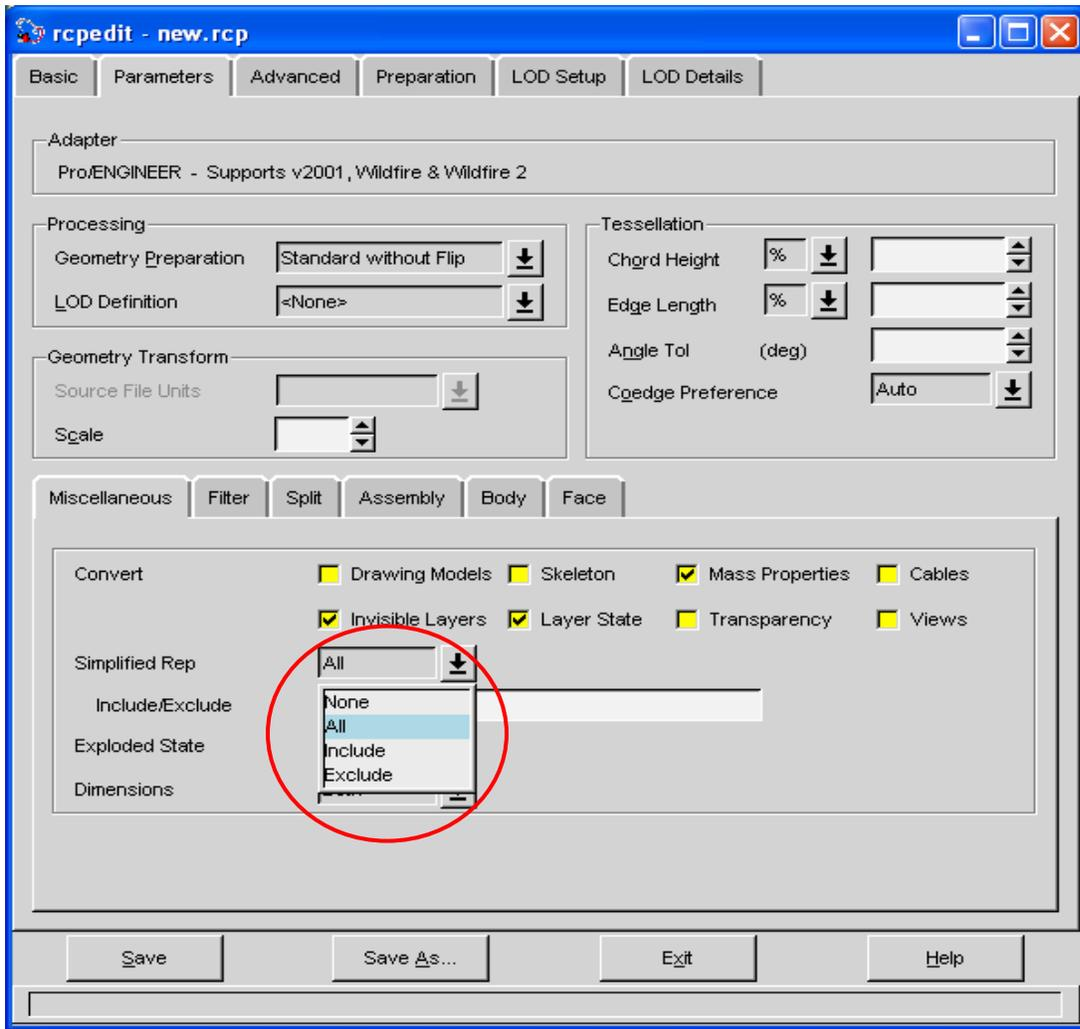 rcpedit - new.rcp
Basic Parameters Advanced Preparation LOD Setup LOD Details
Adapter
Pro/ENGINEER - Supports v2001, Wildfire & Wildfire 2
Processing
Geometry Preparation Standard without Flip
LOD Definition <None>
Geometry Transform
Source File Units
Scale
Tessellation
Chord Height %
Edge Length %
Angle Tol (deg)
Coedge Preference Auto
Miscellaneous Filter Split Assembly Body Face
Convert Drawing Models Skeleton Mass Properties Cables
Invisible Layers Layer State Transparency Views
Simplified Rep All
Include/Exclude
None
All
Include
Exclude
Exploded State
Dimensions
Save Save As... Exit Help